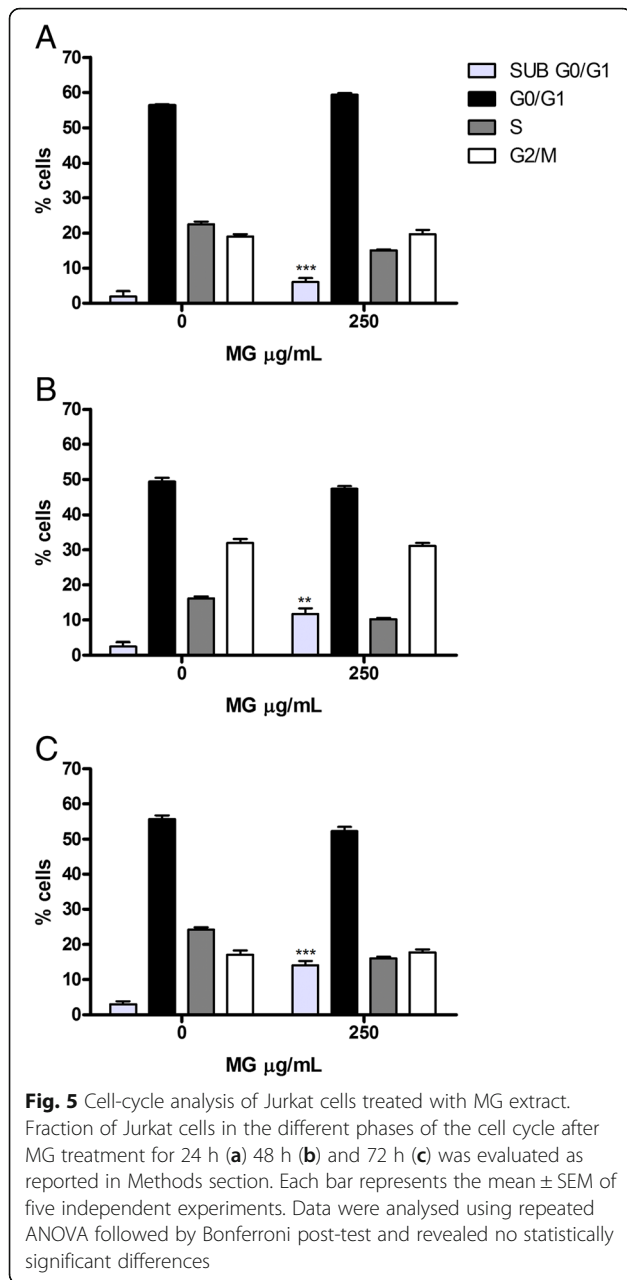 A
SUB G0/G1
G0/G1
S
G2/M
70
60
50
40
30
20
10
0
% cells
***
0
250
MG μg/mL
B
70
60
50
40
30
20
10
0
% cells
**
0
250
MG μg/mL
C
70
60
50
40
30
20
10
0
% cells
***
0
250
MG μg/mL
Fig. 5 Cell-cycle analysis of Jurkat cells treated with MG extract.
Fraction of Jurkat cells in the different phases of the cell cycle after
MG treatment for 24 h (a) 48 h (b) and 72 h (c) was evaluated as
reported in Methods section. Each bar represents the mean ± SEM of
five independent experiments. Data were analysed using repeated
ANOVA followed by Bonferroni post-test and revealed no statistically
significant differences